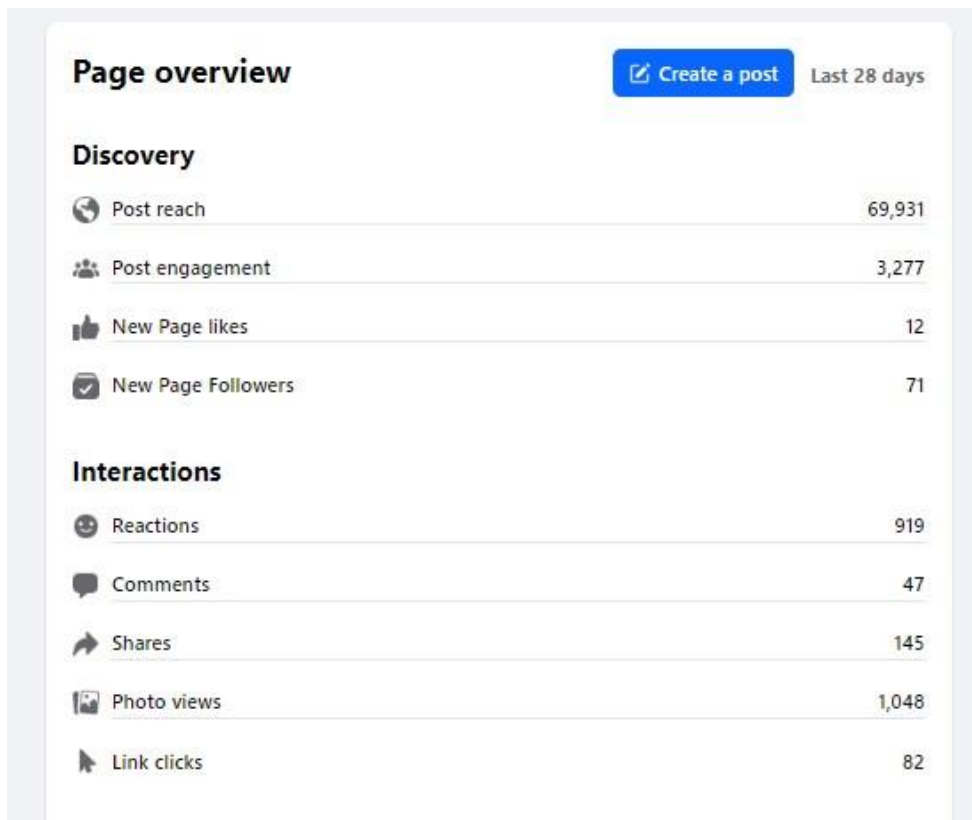 Page overview Create a post Last 28 days
Discovery
Post reach 69,931
Post engagement 3,277
New Page likes 12
New Page Followers 71
Interactions
Reactions 919
Comments 47
Shares 145
Photo views 1,048
Link clicks 82